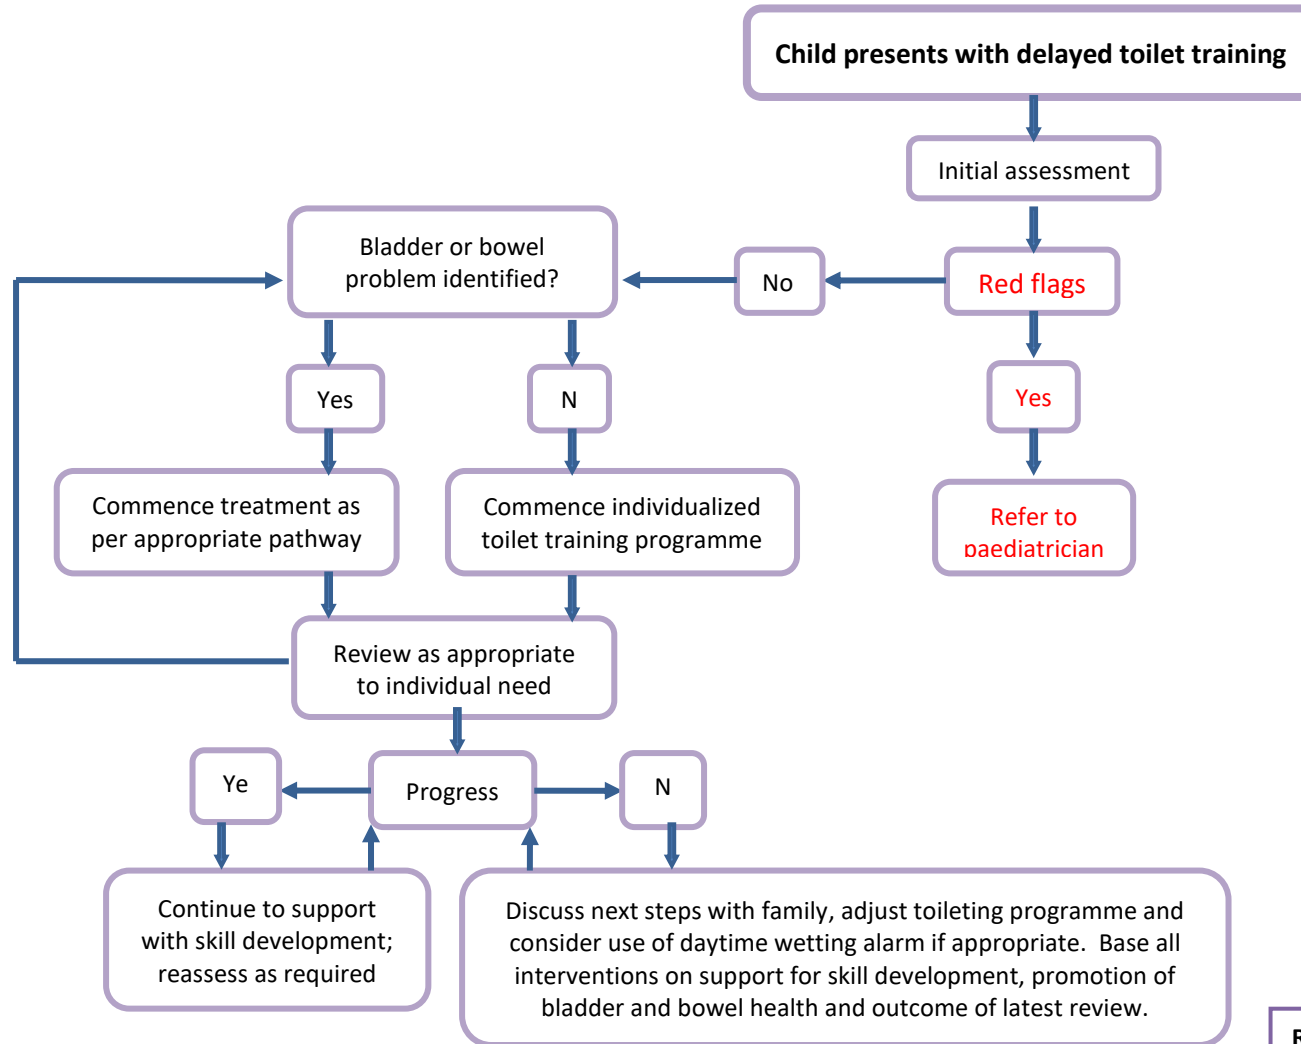 Child presents with delayed toilet training
Initial assessment
Red flags
No
Bladder or bowel
problem identified?
Yes
N
Yes
Commence treatment as
per appropriate pathway
Commence individualized
toilet training programme
Refer to
paediatrician
Review as appropriate
to individual need
Ye
Progress
N
Continue to support
with skill development;
reassess as required
Discuss next steps with family, adjust toileting programme and
consider use of daytime wetting alarm if appropriate.  Base all
interventions on support for skill development, promotion of
bladder and bowel health and outcome of latest review.
R